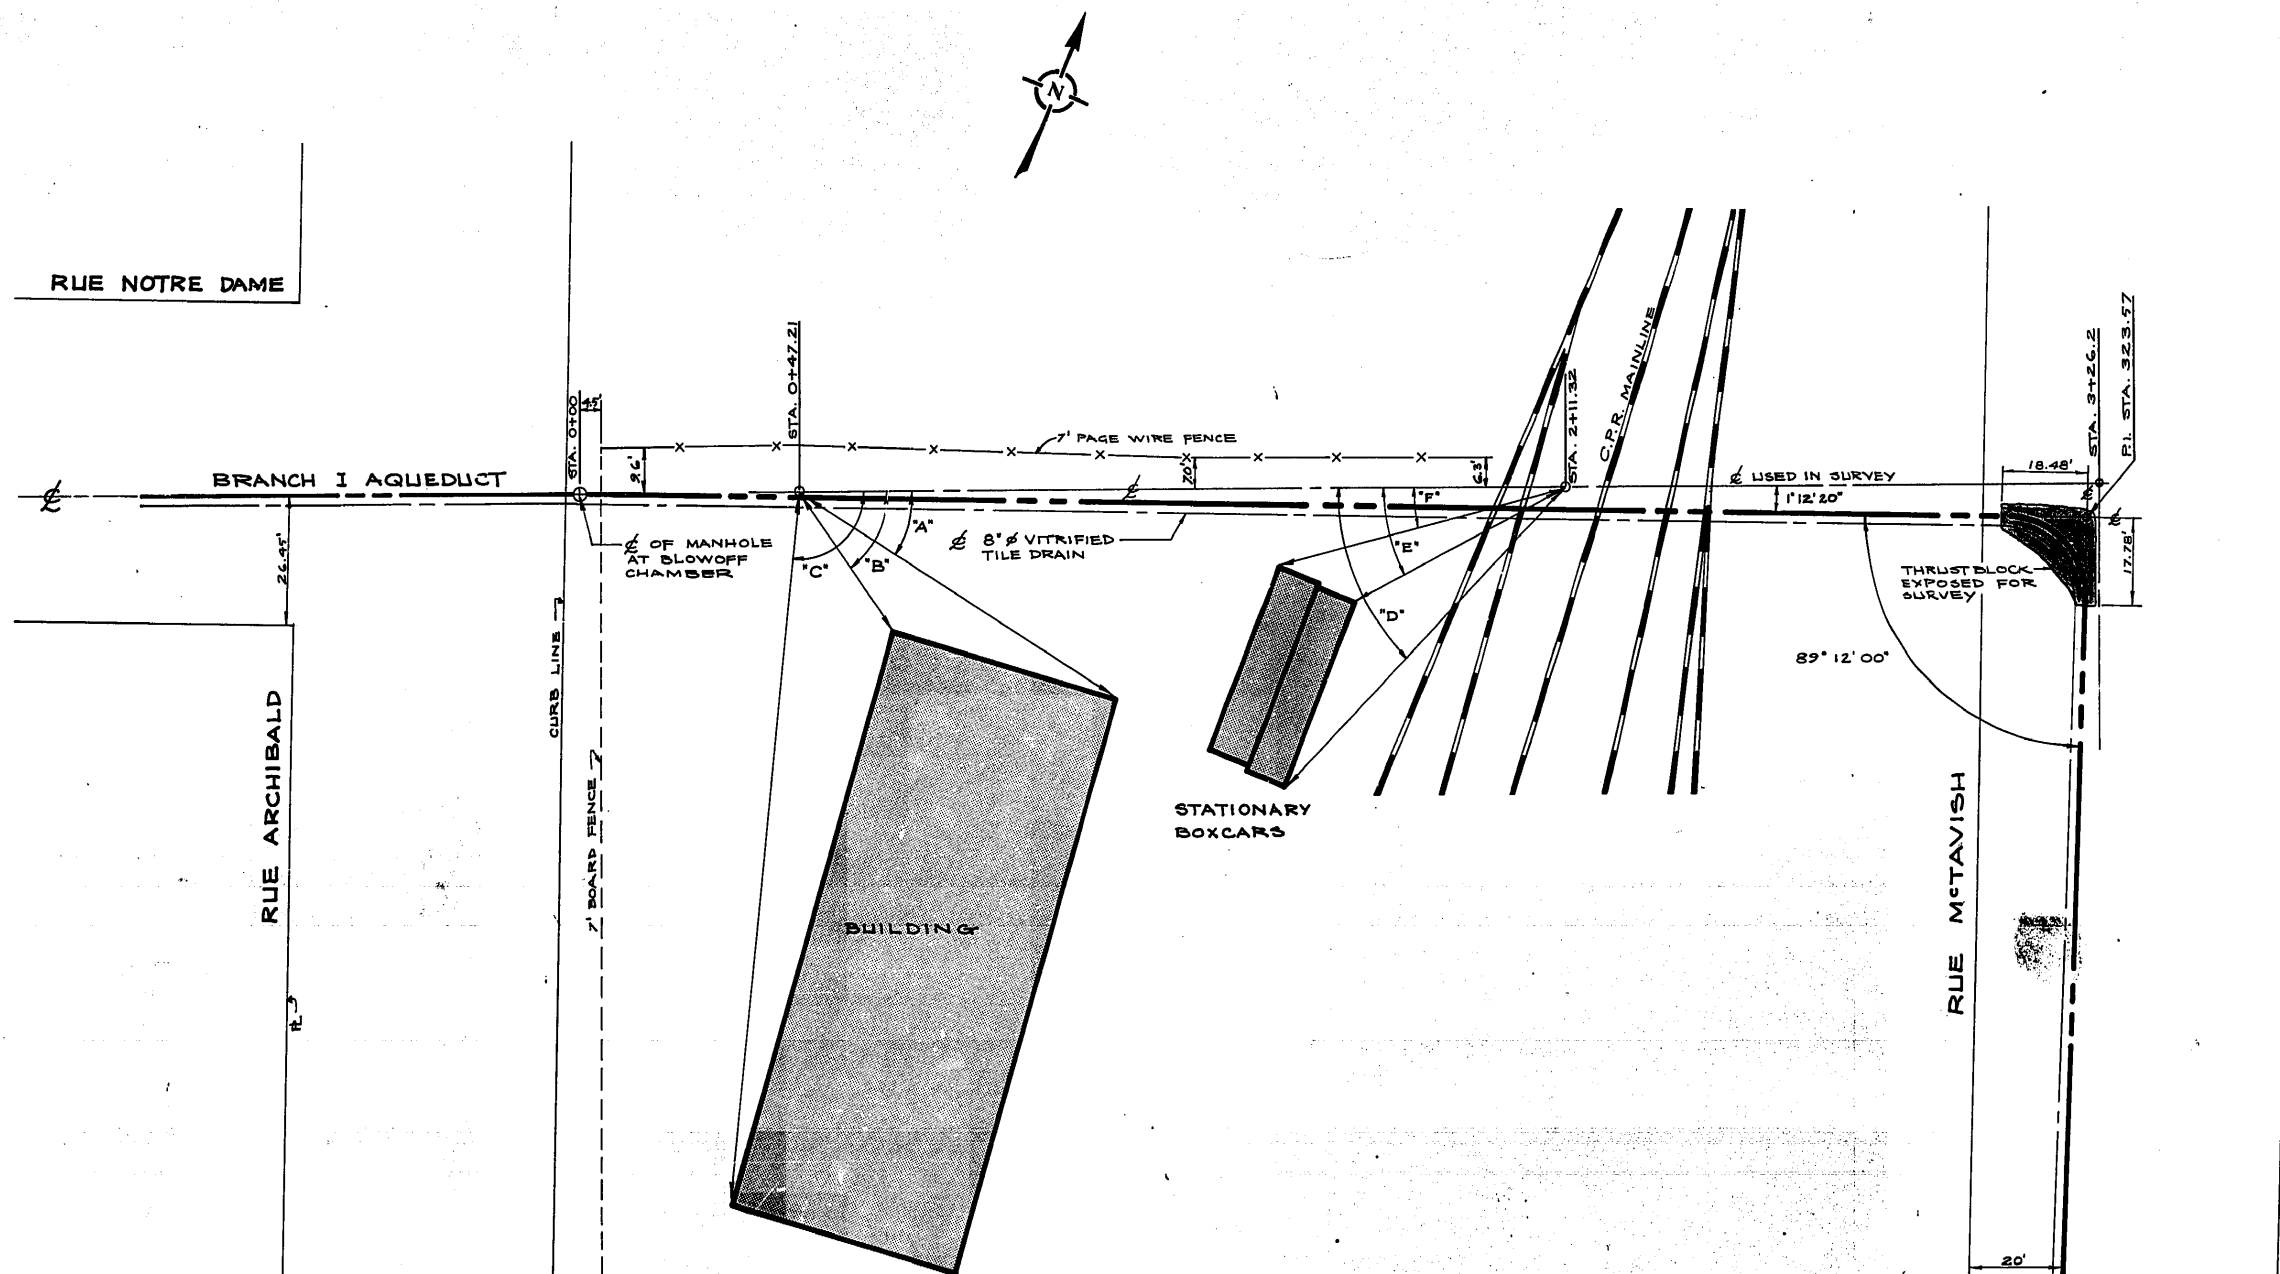 N
RUE NOTRE DAME
STA. 0+00
4.5'
STA. 0+47.21
9.6'
7' PAGE WIRE FENCE
7.0'
6.3'
STA. 2+11.32
C.P.R. MAINLINE
STA. 3+26.2
P.I. STA. 323.57
18.48'
℄ USED IN SURVEY
1°12'20"
℄
BRANCH I AQUEDUCT
℄
"F"
"A"
"B"
"C"
"E"
"D"
℄ OF MANHOLE
AT BLOWOFF
CHAMBER
℄ 8"ø VITRIFIED
TILE DRAIN
26.45'
THRUST BLOCK
EXPOSED FOR
SURVEY
17.78'
89° 12' 00"
CURB LINE
7' BOARD FENCE
RUE ARCHIBALD
STATIONARY
BOXCARS
BUILDING
RUE McTAVISH
20'